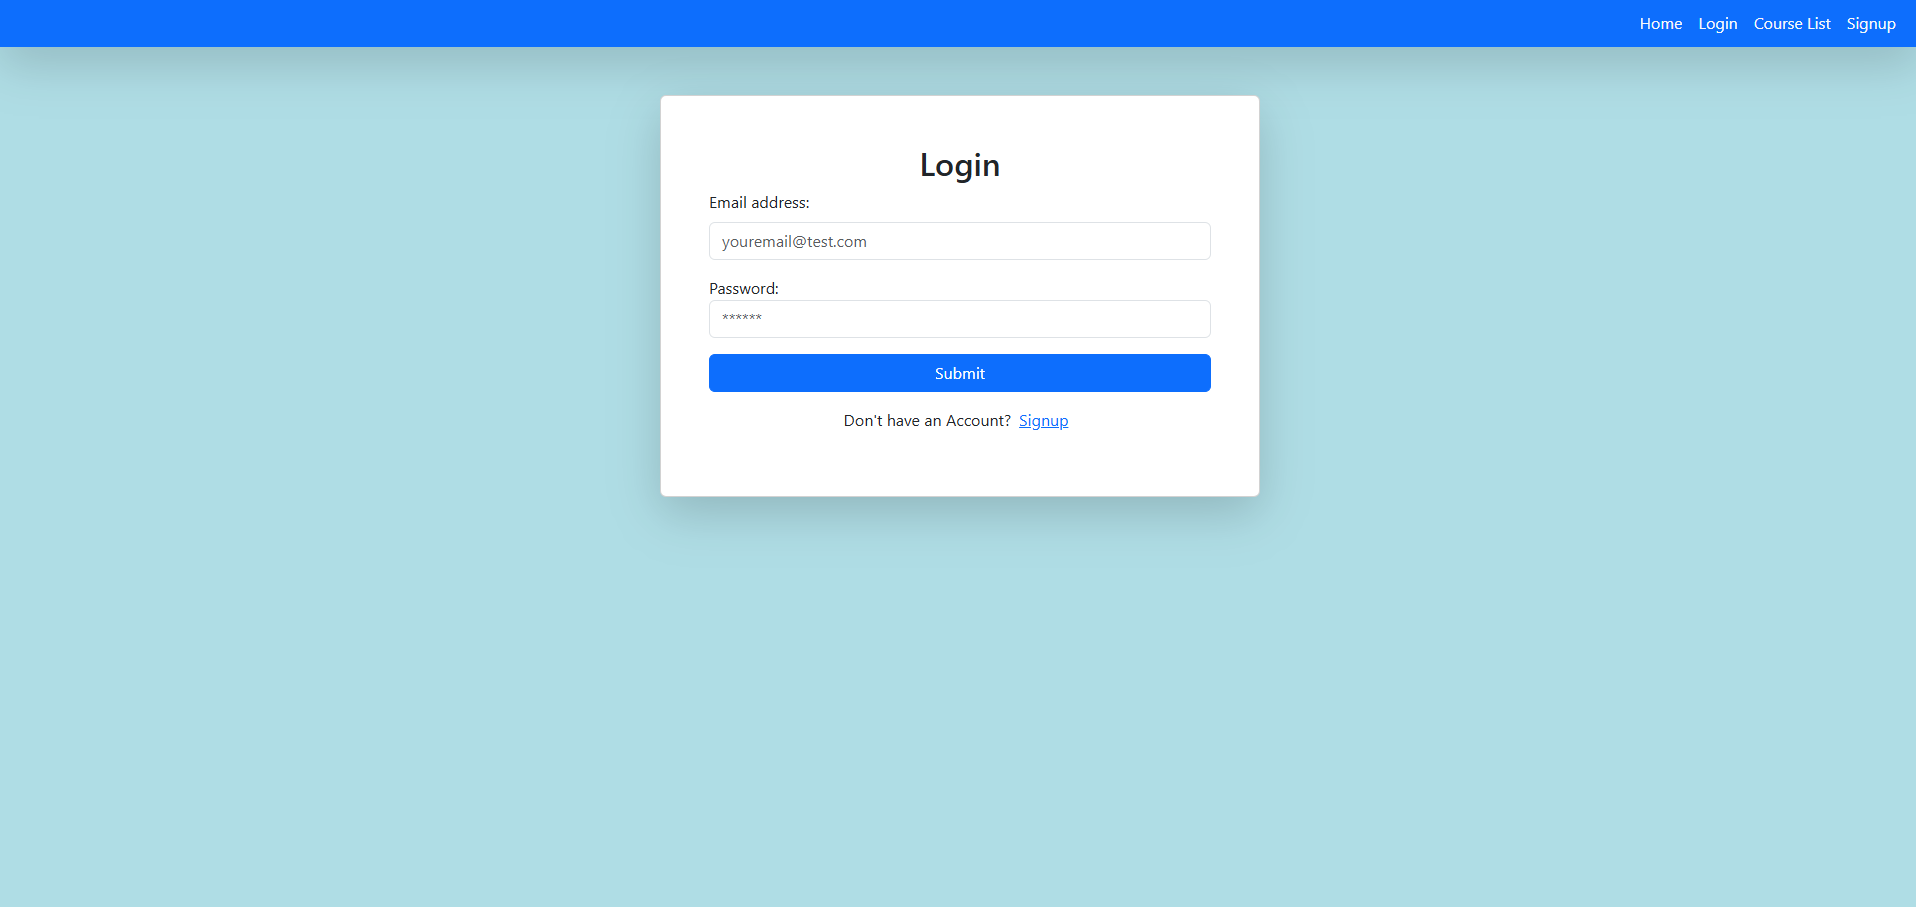 Home Login Course List Signup
Login
Email address:
youremail@test.com
Password:
******
Submit
Don't have an Account? Signup